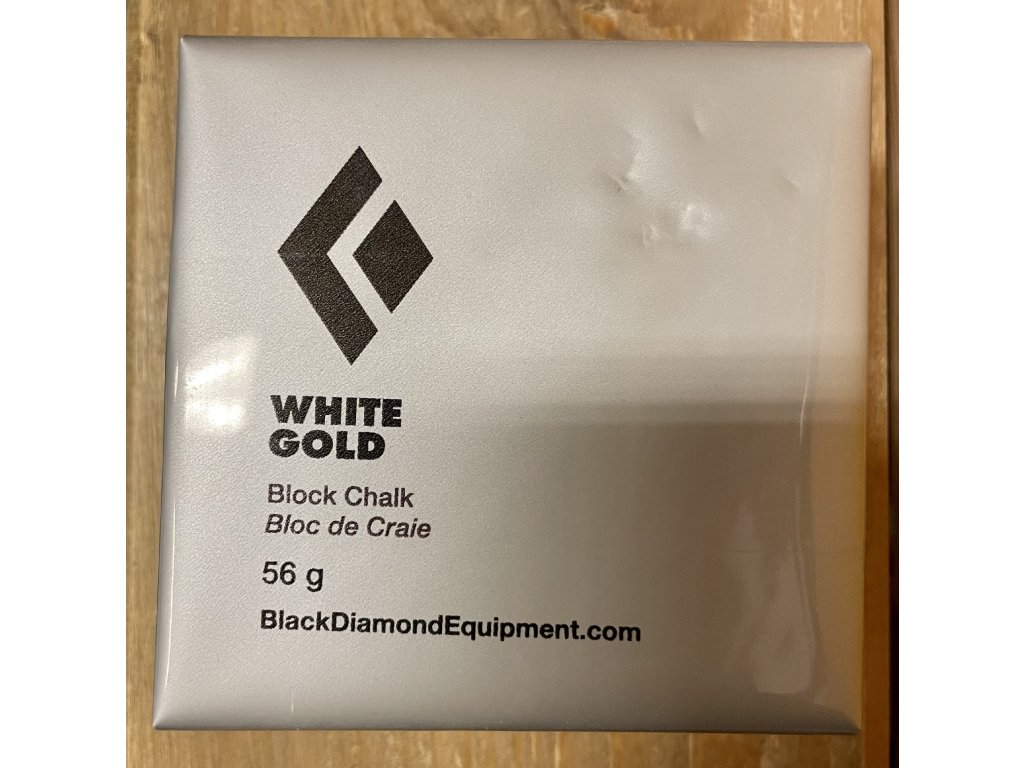 WHITE
GOLD
Block Chalk
Bloc de Craie
56 g
BlackDiamondEquipment.com